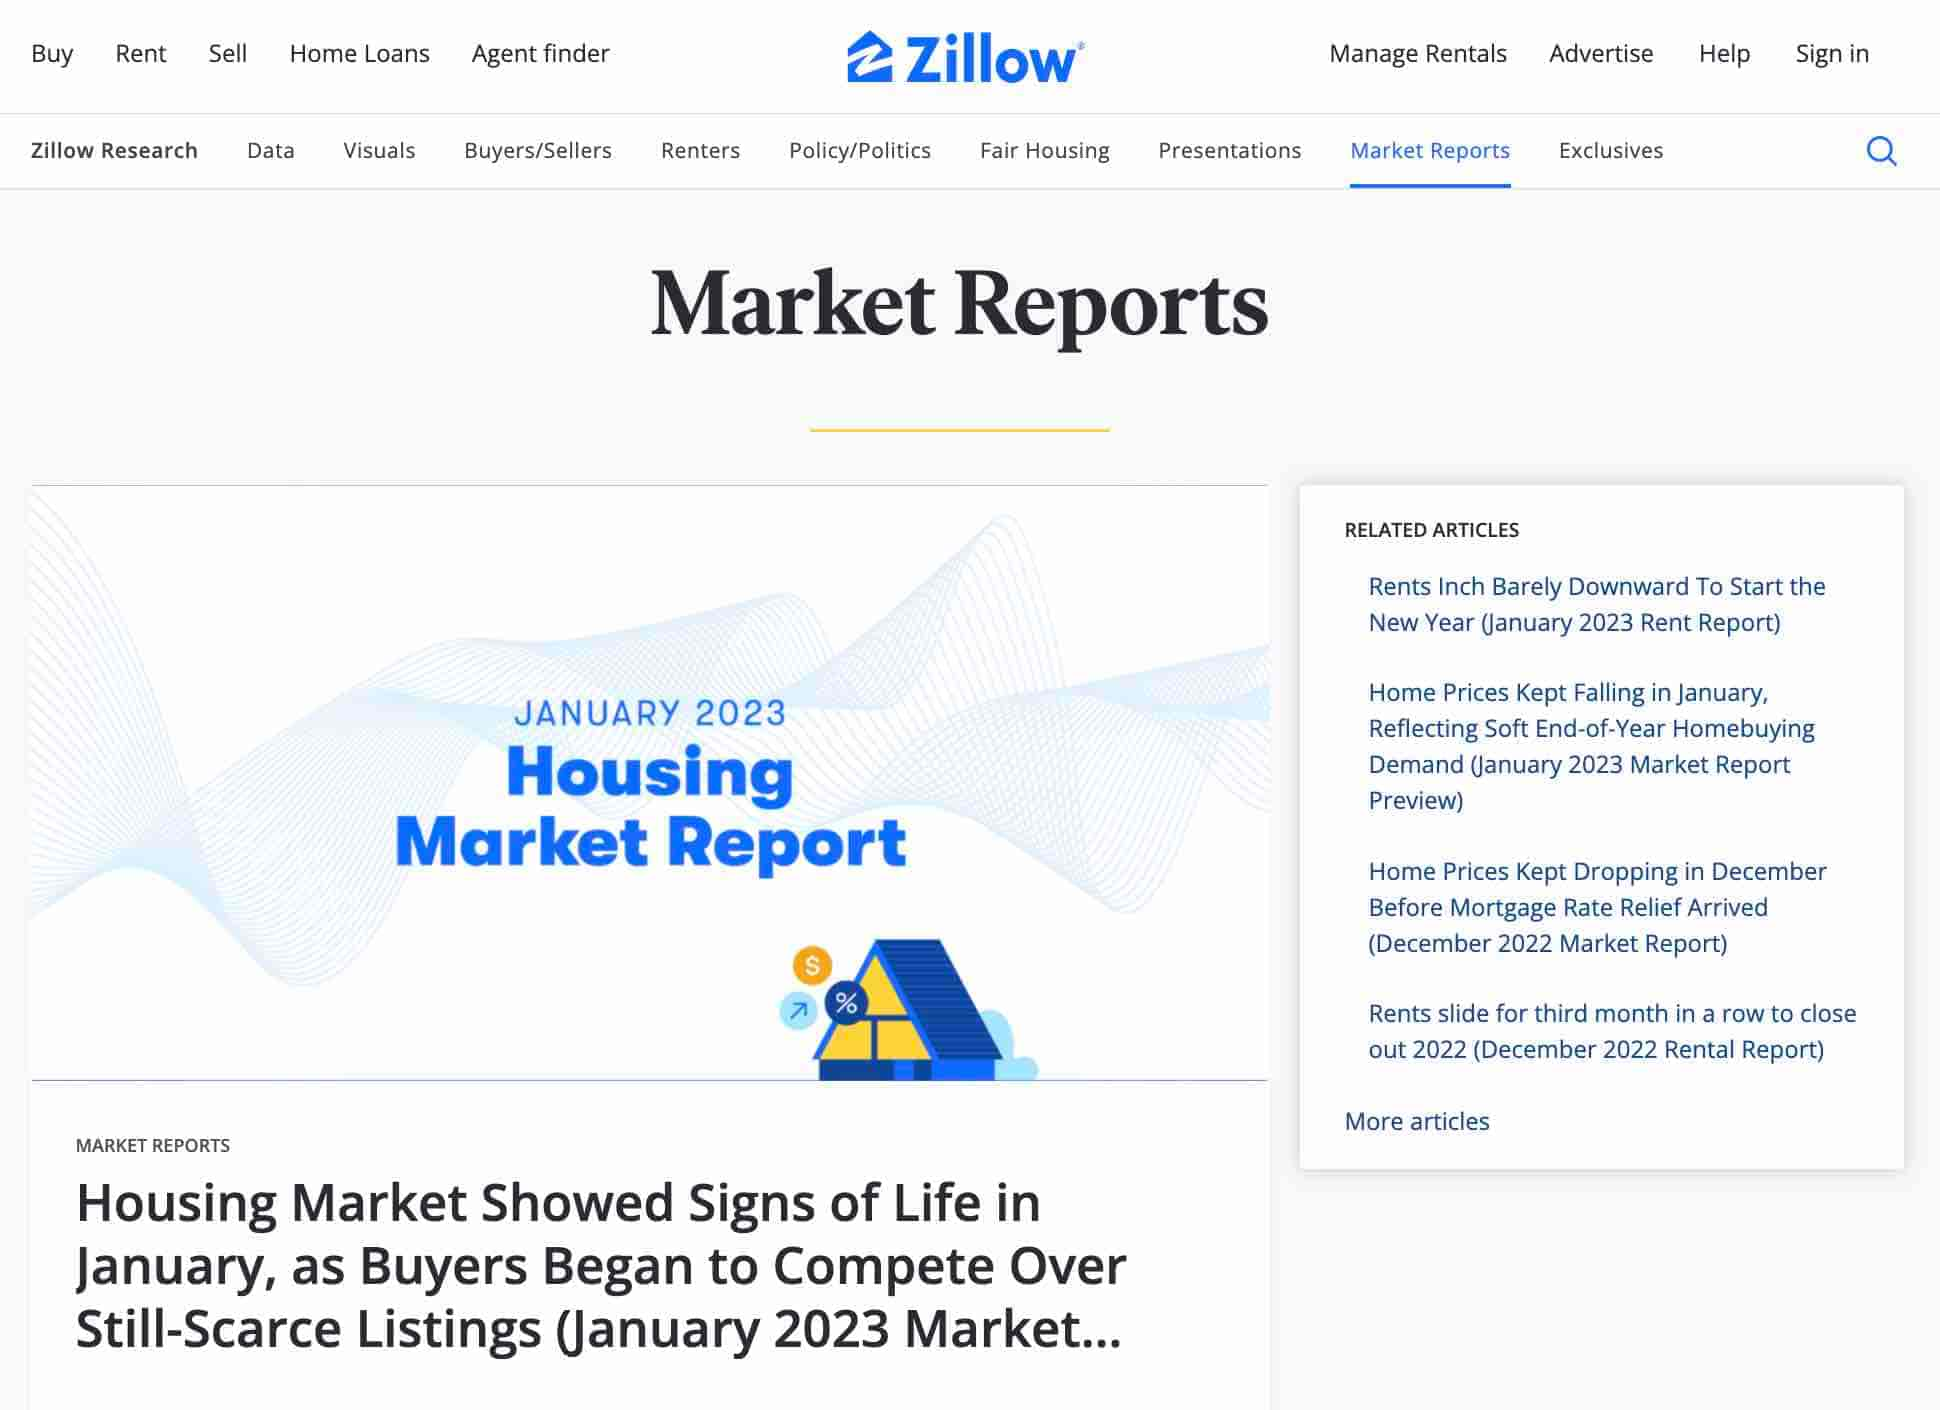 Buy Rent Sell Home Loans Agent finder Zillow® Manage Rentals Advertise Help Sign in
Zillow Research Data Visuals Buyers/Sellers Renters Policy/Politics Fair Housing Presentations Market Reports Exclusives
Market Reports
JANUARY 2023
Housing
Market Report
$
%
MARKET REPORTS
Housing Market Showed Signs of Life in
January, as Buyers Began to Compete Over
Still-Scarce Listings (January 2023 Market...
RELATED ARTICLES
Rents Inch Barely Downward To Start the
New Year (January 2023 Rent Report)
Home Prices Kept Falling in January,
Reflecting Soft End-of-Year Homebuying
Demand (January 2023 Market Report
Preview)
Home Prices Kept Dropping in December
Before Mortgage Rate Relief Arrived
(December 2022 Market Report)
Rents slide for third month in a row to close
out 2022 (December 2022 Rental Report)
More articles